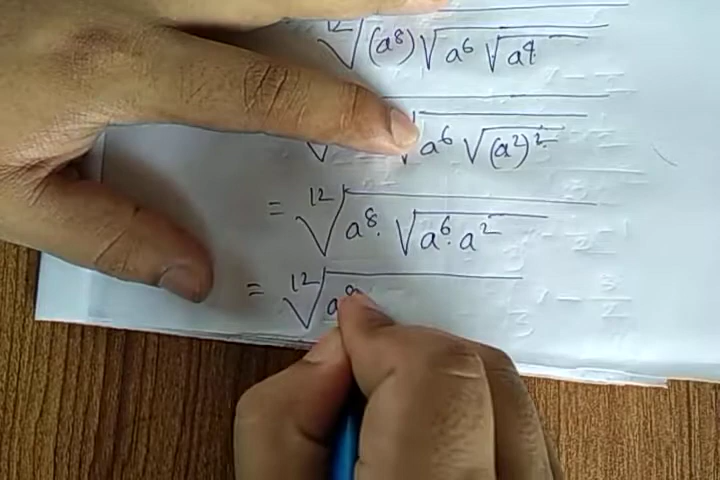 ¹²√(a⁸)√a⁶√a⁴
√a⁶√(a²)²
= ¹²√a⁸.√a⁶.a²
= ¹²√a⁸